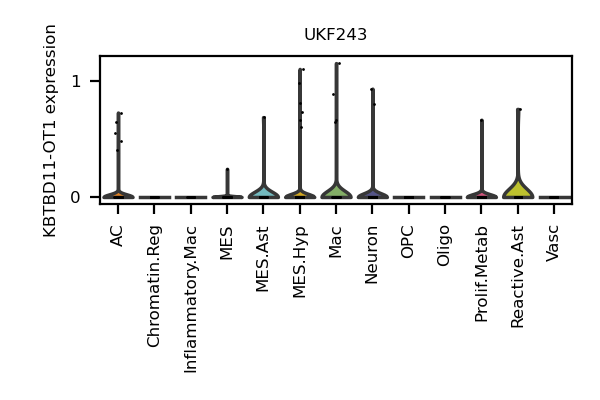 UKF243
KBTBD11-OT1 expression
1
0
AC
Chromatin.Reg
Inflammatory.Mac
MES
MES.Ast
MES.Hyp
Mac
Neuron
OPC
Oligo
Prolif.Metab
Reactive.Ast
Vasc